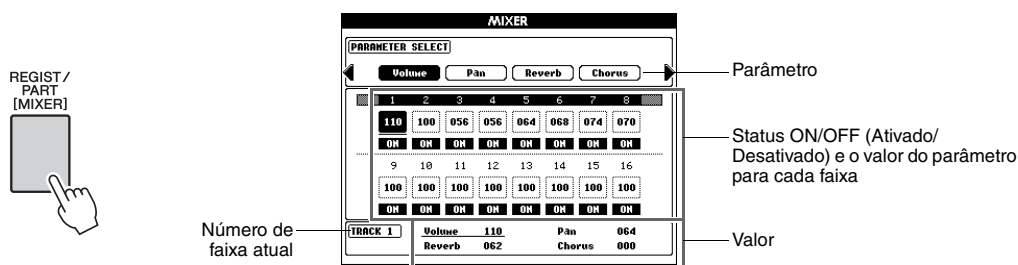 MIXER
PARAMETER SELECT
Volume Pan Reverb Chorus
Parâmetro
REGIST /
PART
[MIXER]
1 2 3 4 5 6 7 8
110 100 056 056 064 068 074 070
ON ON ON ON ON ON ON ON
Status ON/OFF (Ativado/
Desativado) e o valor do parâmetro
para cada faixa
9 10 11 12 13 14 15 16
100 100 100 100 100 100 100 100
ON ON ON ON ON ON ON ON
Número de
faixa atual
TRACK 1
Volume 110 Pan 064
Reverb 062 Chorus 000
Valor